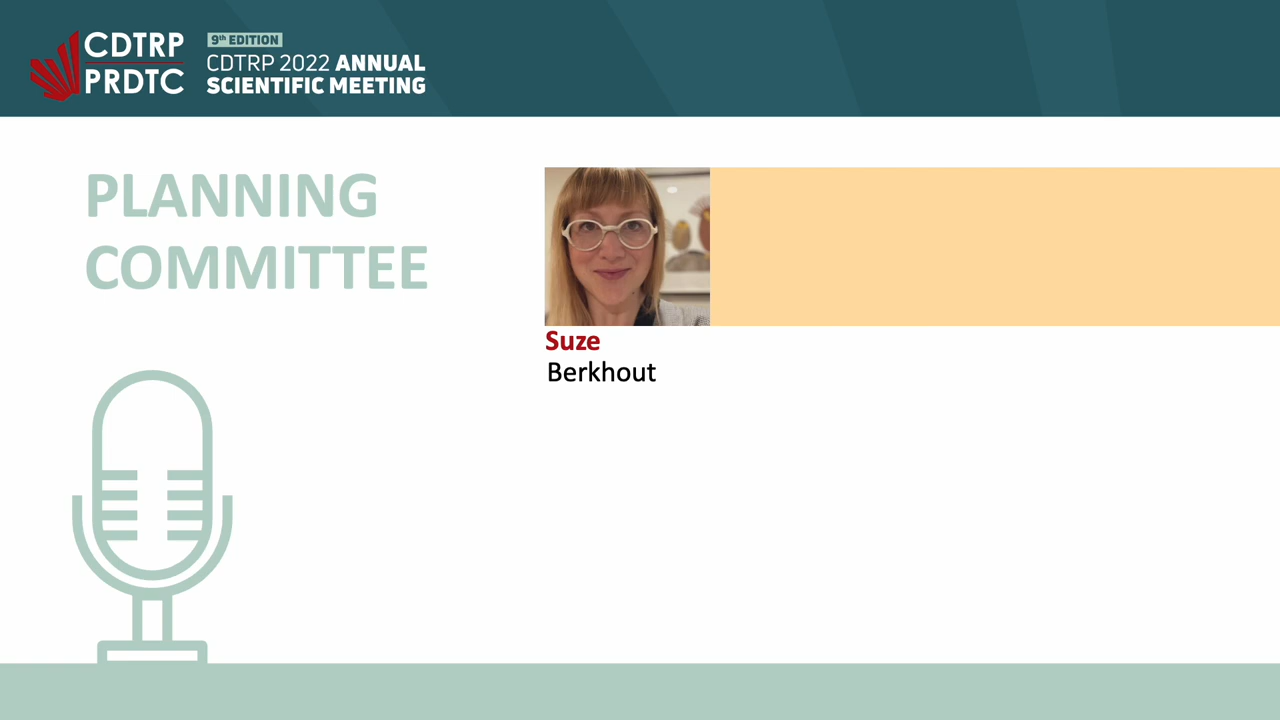 CDTRP
PRDTC
9th EDITION
CDTRP 2022 ANNUAL
SCIENTIFIC MEETING
PLANNING
COMMITTEE
Suze
Berkhout